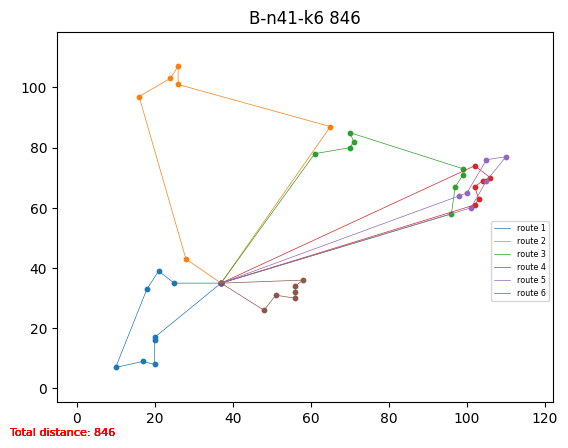 B-n41-k6 846
100
80
60
40
20
0
0 20 40 60 80 100 120
route 1
route 2
route 3
route 4
route 5
route 6
Total distance: 846